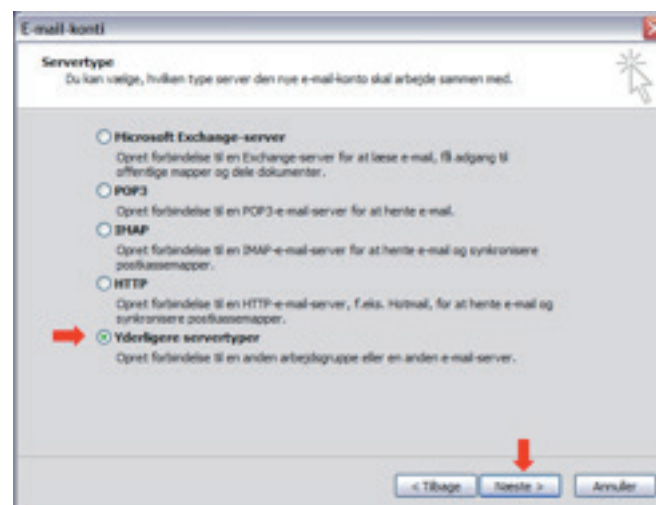 E-mail-konti
Servertype
Du kan vælge, hvilken type server den nye e-mail-konto skal arbejde sammen med.
Microsoft Exchange-server
Opret forbindelse til en Exchange-server for at læse e-mail, få adgang til
offentlige mapper og dele dokumenter.
POP3
Opret forbindelse til en POP3-e-mail-server for at hente e-mail.
IMAP
Opret forbindelse til en IMAP-e-mail-server for at hente e-mail og synkronisere
postkassemapper.
HTTP
Opret forbindelse til en HTTP-e-mail-server, f.eks. Hotmail, for at hente e-mail og
synkronisere postkassemapper.
Yderligere servertyper
Opret forbindelse til en anden arbejdsgruppe eller en anden e-mail-server.
< Tilbage Næste > Annuller